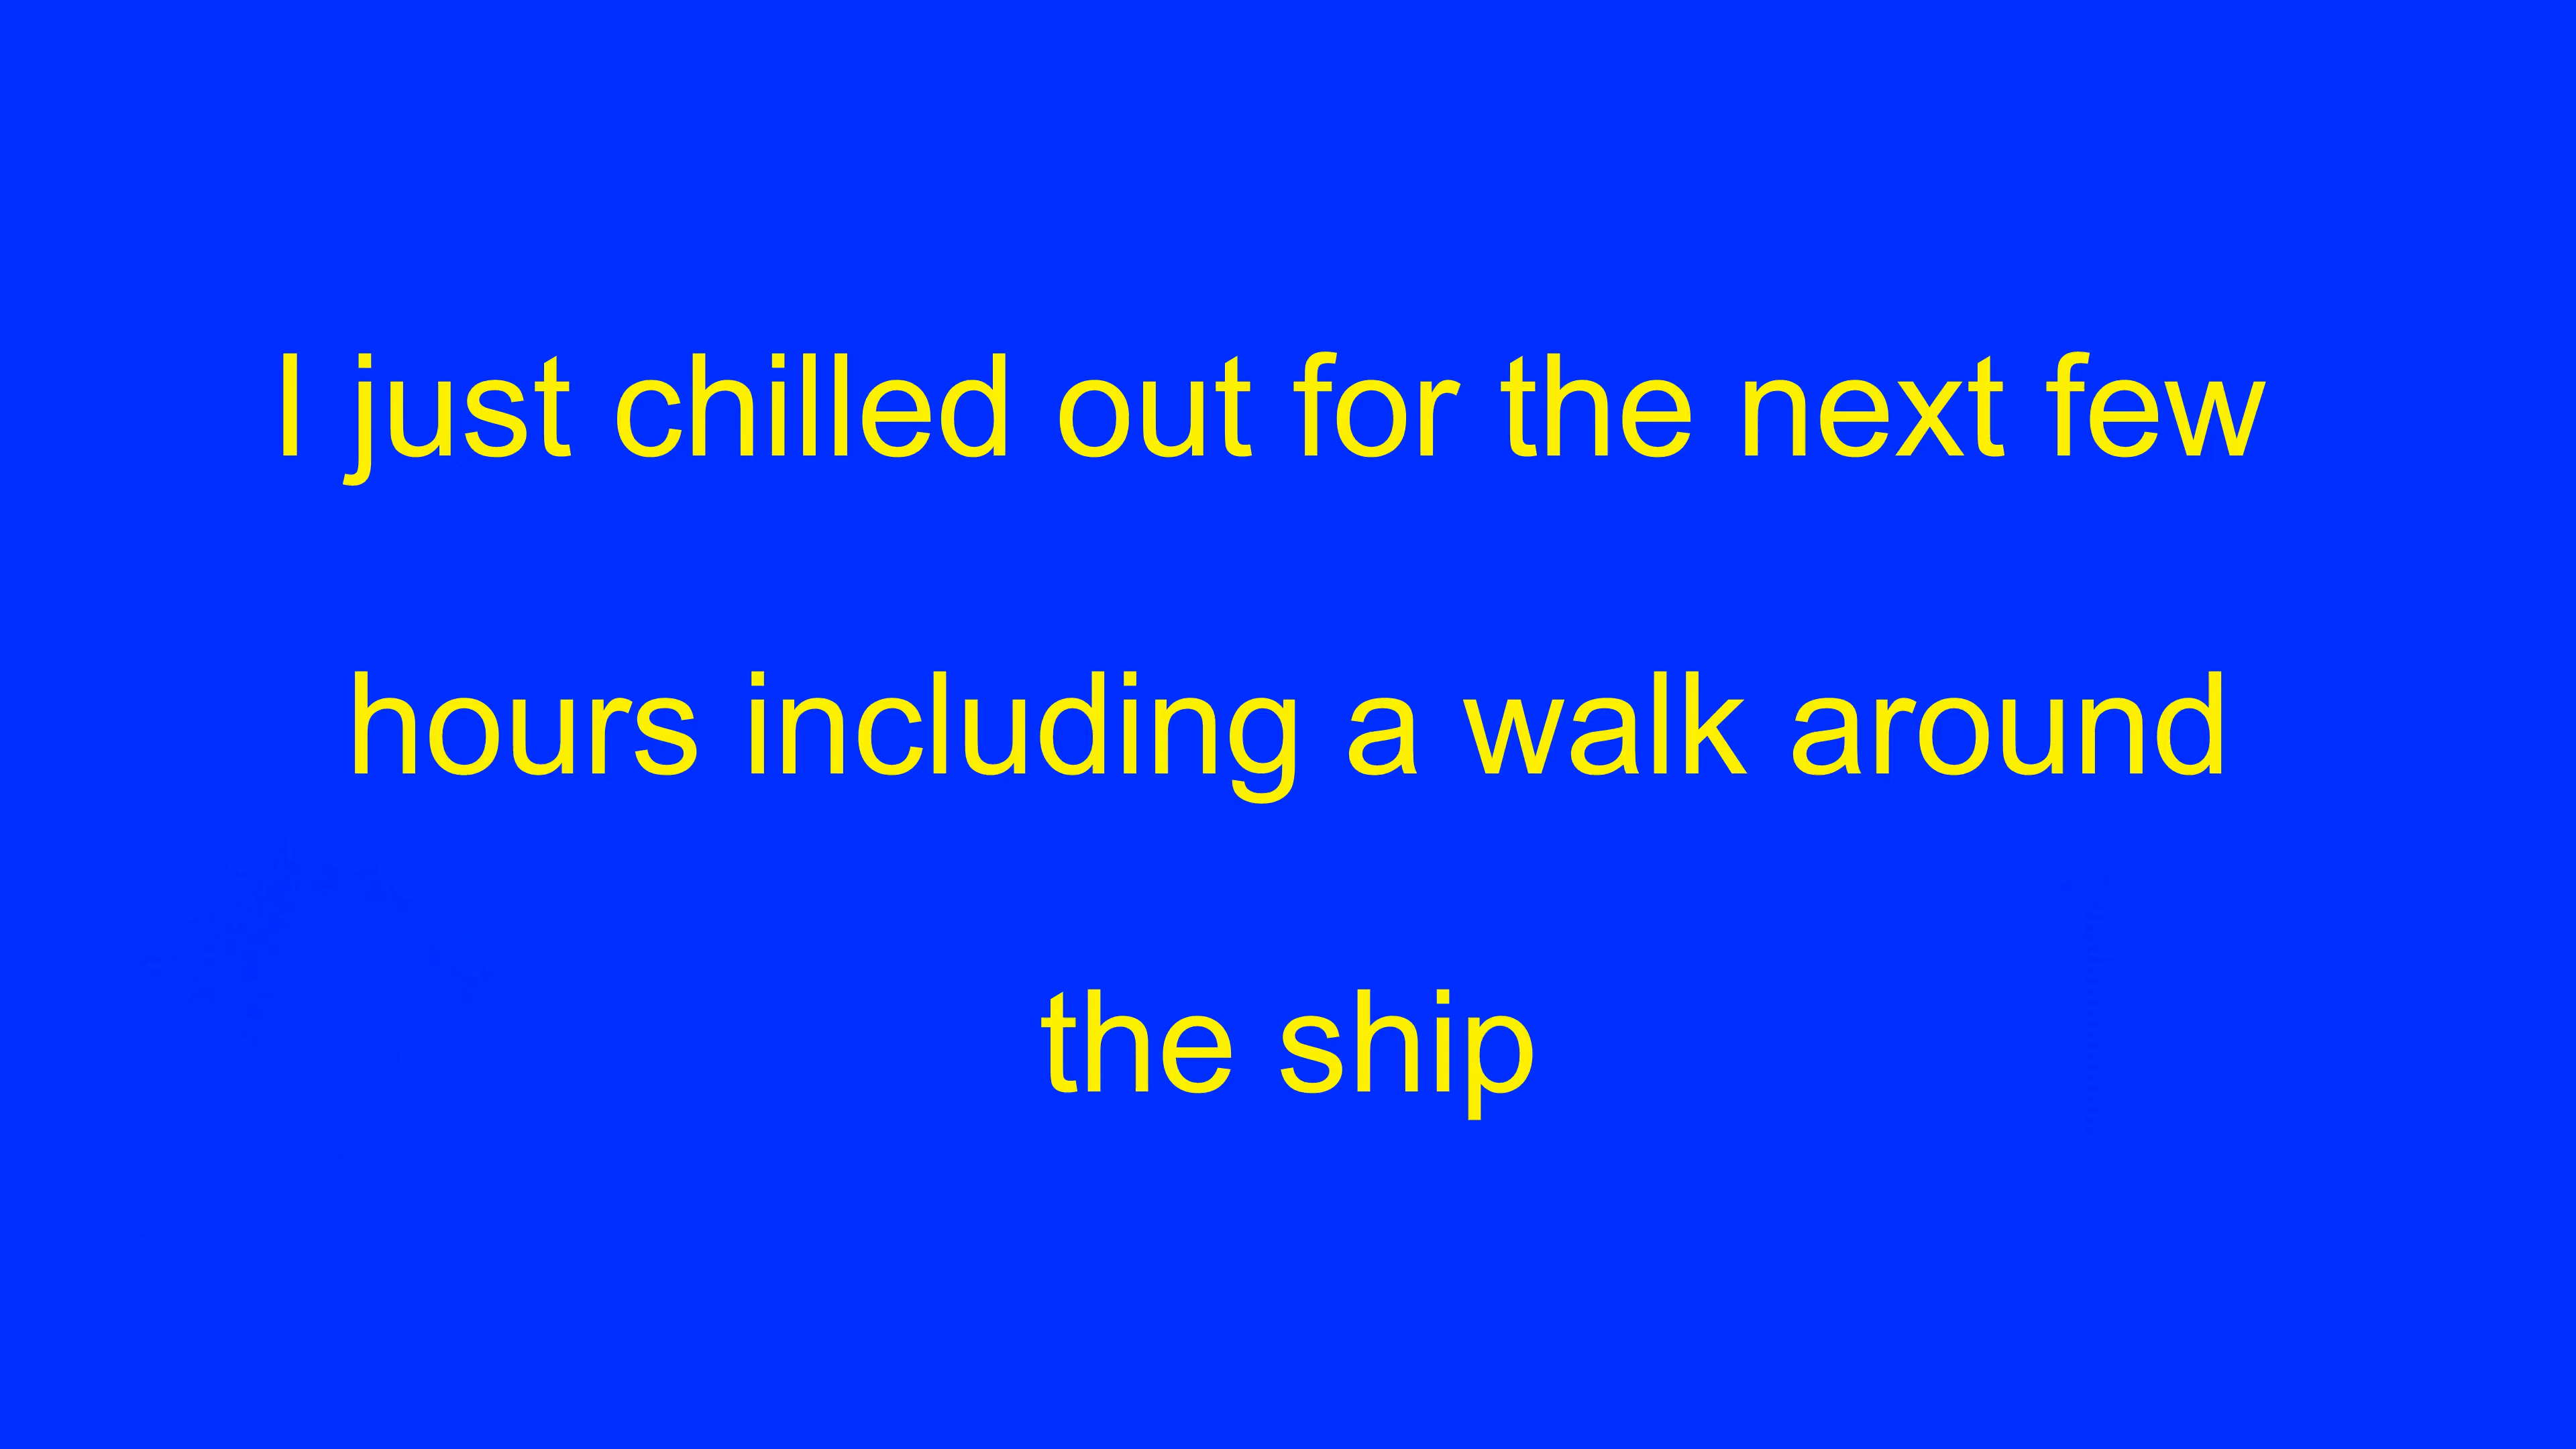 I just chilled out for the next few
hours including a walk around
the ship